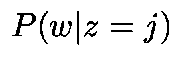 P(w|z = j)